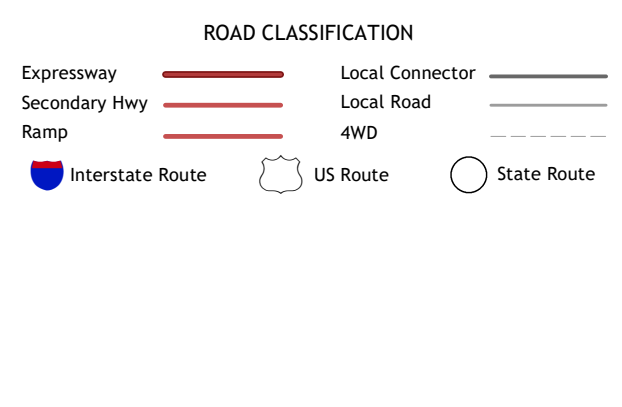 ROAD CLASSIFICATION
Expressway
Local Connector
Secondary Hwy
Local Road
Ramp
4WD
Interstate Route
US Route
State Route